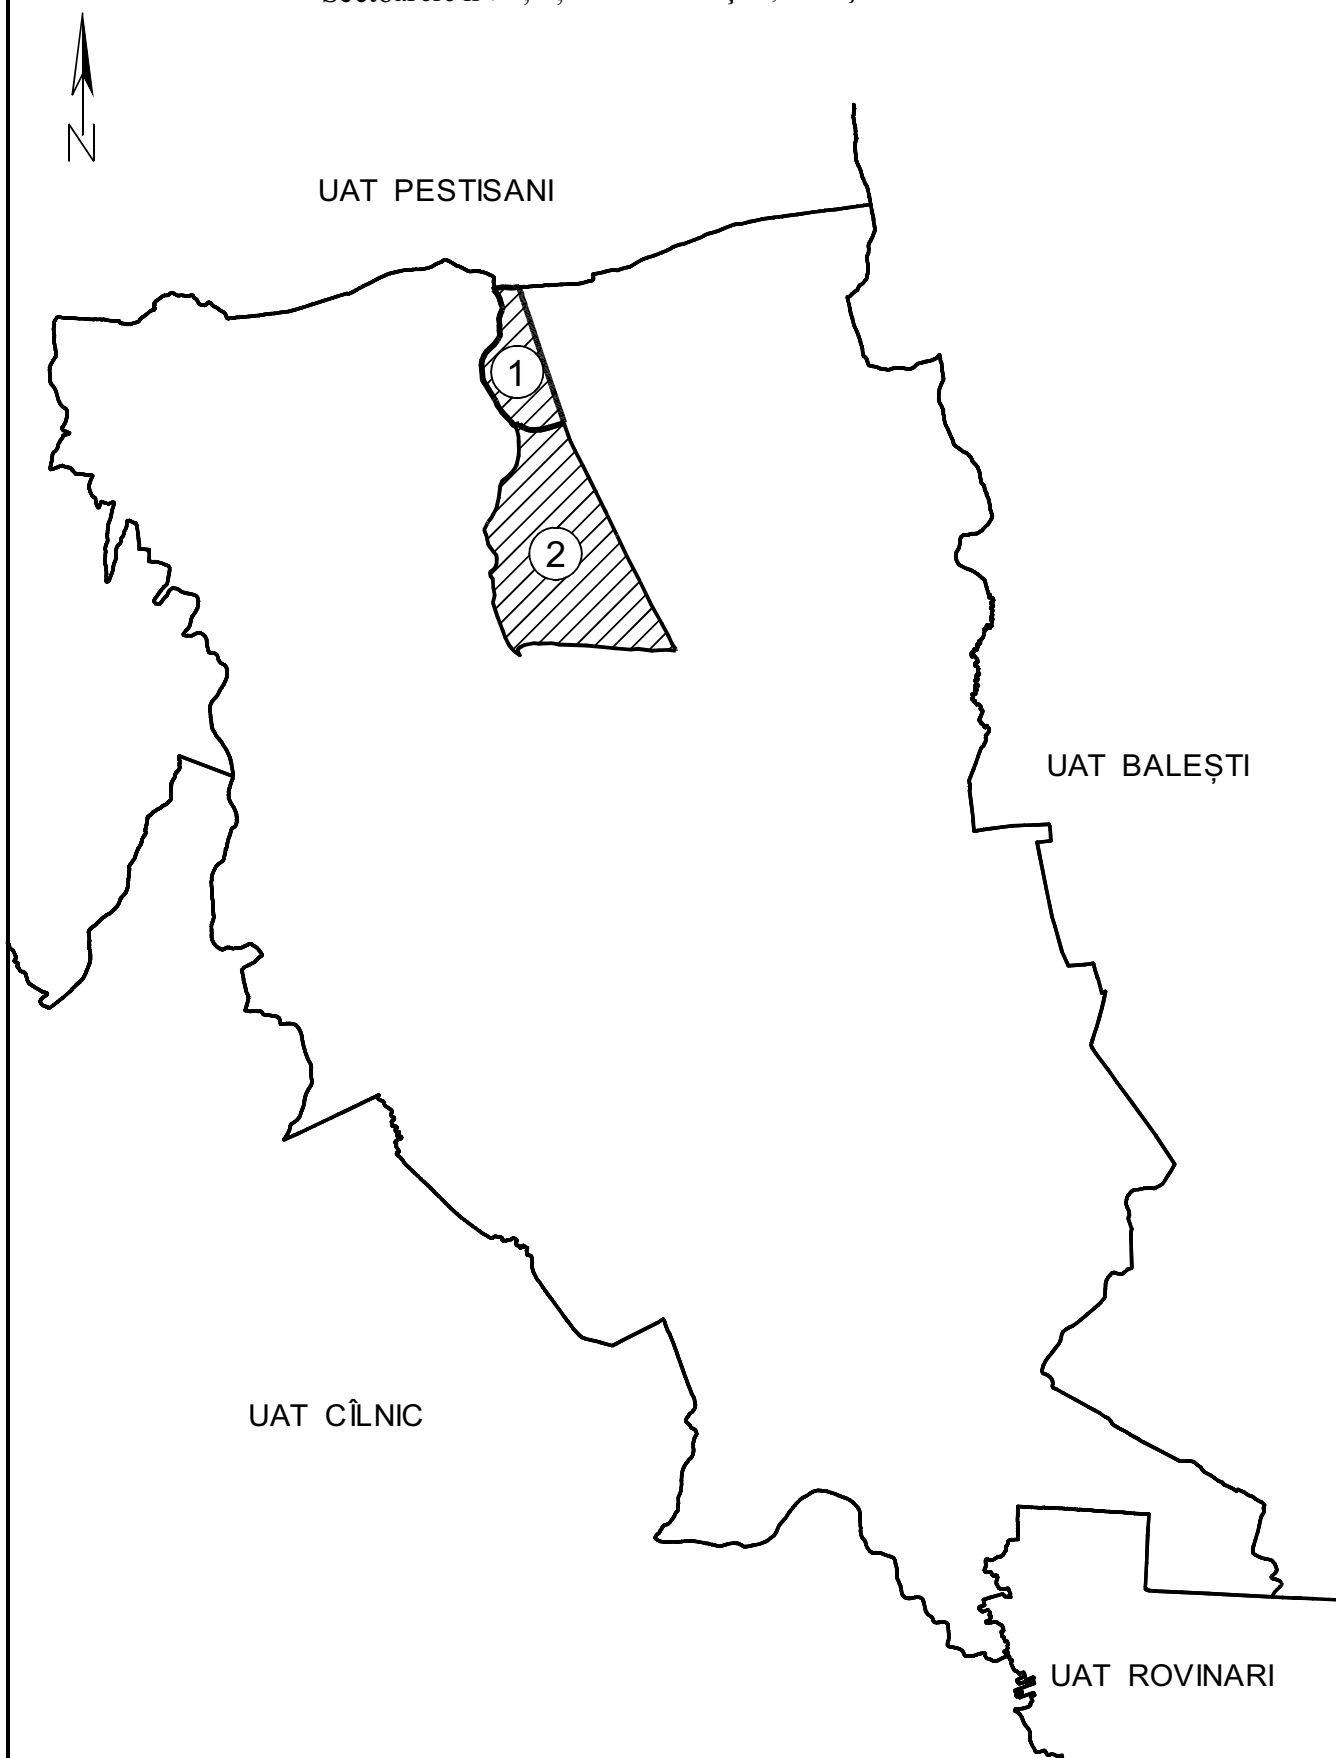 N
UAT PESTISANI
1
2
UAT BALEȘTI
UAT CÎLNIC
UAT ROVINARI